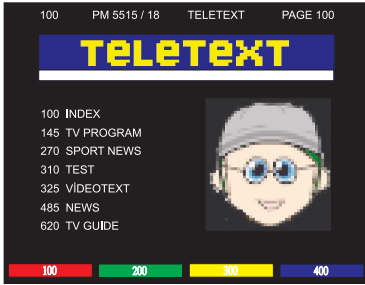 100 PM 5515 / 18 TELETEXT PAGE 100
TeLeTeXT
100 INDEX
145 TV PROGRAM
270 SPORT NEWS
310 TEST
325 VİDEOTEXT
485 NEWS
620 TV GUIDE
100 200 300 400